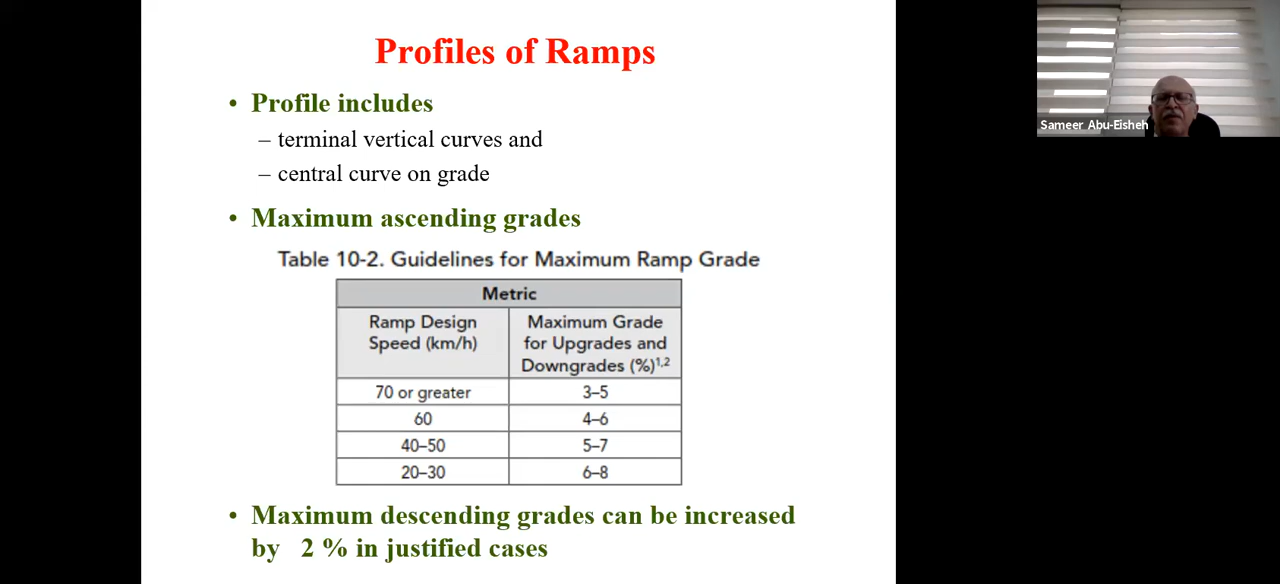 Profiles of Ramps
• Profile includes
– terminal vertical curves and
– central curve on grade
• Maximum ascending grades
Table 10-2. Guidelines for Maximum Ramp Grade
Metric
Ramp Design Speed (km/h)
Maximum Grade for Upgrades and Downgrades (%)1,2
70 or greater 3–5
60 4–6
40–50 5–7
20–30 6–8
• Maximum descending grades can be increased
by 2 % in justified cases
Sameer Abu-Eisheh